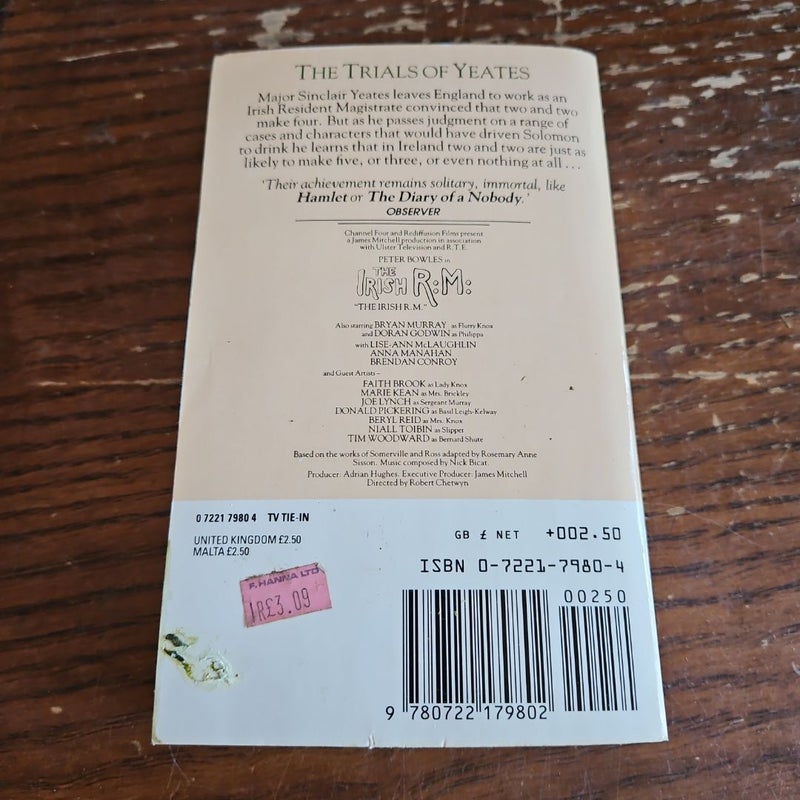 THE TRIALS OF YEATES
Major Sinclair Yeates leaves England to work as an
Irish Resident Magistrate convinced that two and two
make four. But as he passes judgment on a range of
cases and characters that would have driven Solomon
to drink he learns that in Ireland two and two are just as
likely to make five, or three, or even nothing at all . . .
'Their achievement remains solitary, immortal, like
Hamlet or The Diary of a Nobody.'
OBSERVER
Channel Four and Rediffusion Films present
a James Mitchell production in association
with Ulster Television and R.T.E.
PETER BOWLES in
THE
IRISH R:M:
"THE IRISH R.M."
Also starring BRYAN MURRAY as Flurry Knox
and DORAN GODWIN as Philippa
with LISE-ANN McLAUGHLIN
ANNA MANAHAN
BRENDAN CONROY
and Guest Artists –
FAITH BROOK as Lady Knox
MARIE KEAN as Mrs. Brickley
JOE LYNCH as Sergeant Murray
DONALD PICKERING as Basil Leigh-Kelway
BERYL REID as Mrs. Knox
NIALL TOIBIN as Slipper
TIM WOODWARD as Bernard Shute
Based on the works of Somerville and Ross adapted by Rosemary Anne
Sisson. Music composed by Nick Bicat.
Producer: Adrian Hughes. Executive Producer: James Mitchell
Directed by Robert Chetwyn
0 7221 7980 4 TV TIE-IN
UNITED KINGDOM £2.50
MALTA £2.50
F. HANNA LTD
IR£3.09
GB £ NET +002.50
ISBN 0-7221-7980-4
00250
9 780722 179802